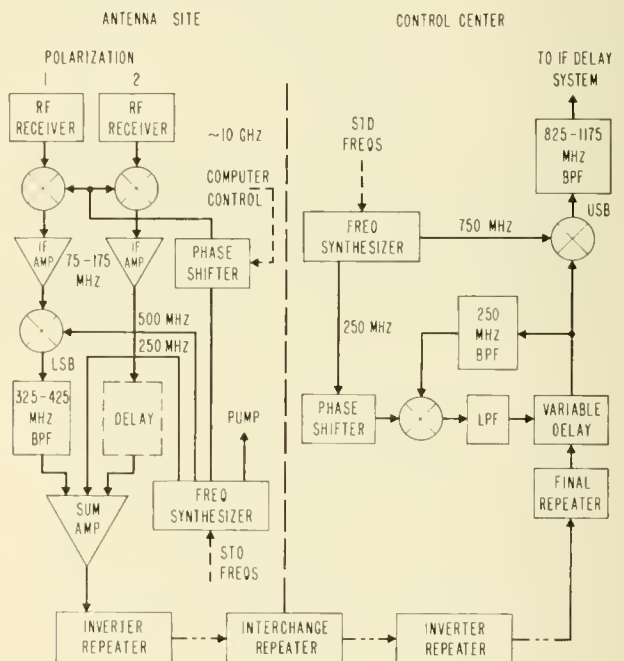 ANTENNA SITE
CONTROL CENTER
POLARIZATION
1
2
RF
RECEIVER
RF
RECEIVER
~10 GHZ
COMPUTER
CONTROL
IF
AMP
75-175
MHZ
IF
AMP
PHASE
SHIFTER
500 MHZ
250 MHZ
LSB
325-425
MHZ
BPF
DELAY
PUMP
SUM
AMP
FREQ
SYNTHESIZER
STD
FREQS
INVERTER
REPEATER
INTERCHANGE
REPEATER
INVERTER
REPEATER
TO IF DELAY
SYSTEM
825-1175
MHZ
BPF
STD
FREQS
USB
FREQ
SYNTHESIZER
750 MHZ
250 MHZ
250
MHZ
BPF
PHASE
SHIFTER
LPF
VARIABLE
DELAY
FINAL
REPEATER